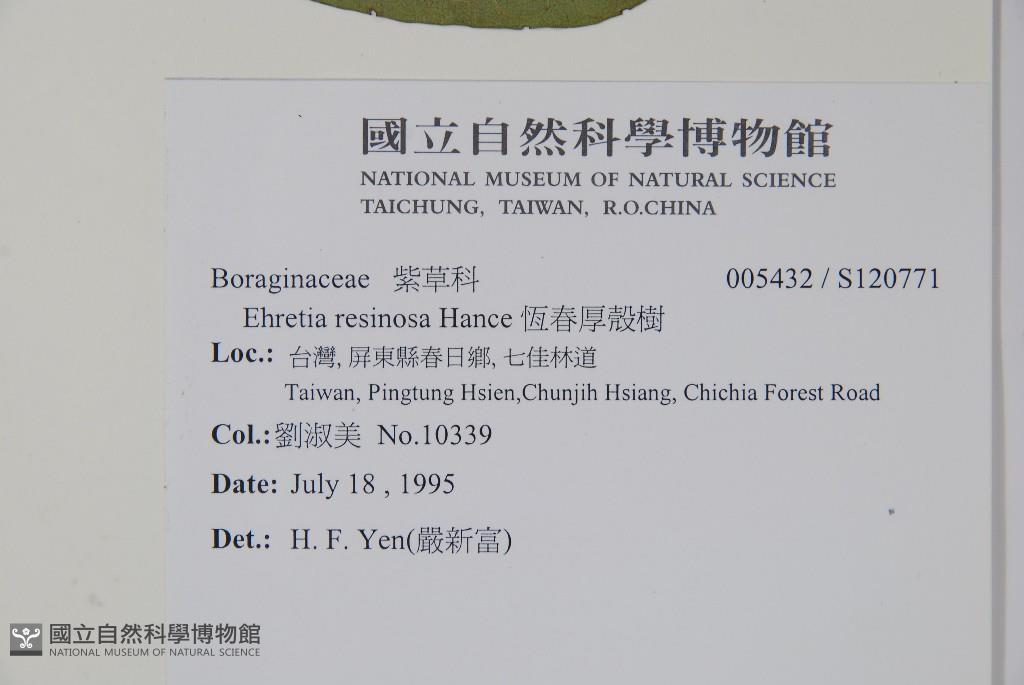 國立自然科學博物館
NATIONAL MUSEUM OF NATURAL SCIENCE
TAICHUNG, TAIWAN, R.O.CHINA
Boraginaceae 紫草科 005432 / S120771
Ehretia resinosa Hance 恆春厚殼樹
Loc.: 台灣, 屏東縣春日鄉, 七佳林道
Taiwan, Pingtung Hsien,Chunjih Hsiang, Chichia Forest Road
Col.:劉淑美 No.10339
Date: July 18 , 1995
Det.: H. F. Yen(嚴新富)
國立自然科學博物館
NATIONAL MUSEUM OF NATURAL SCIENCE